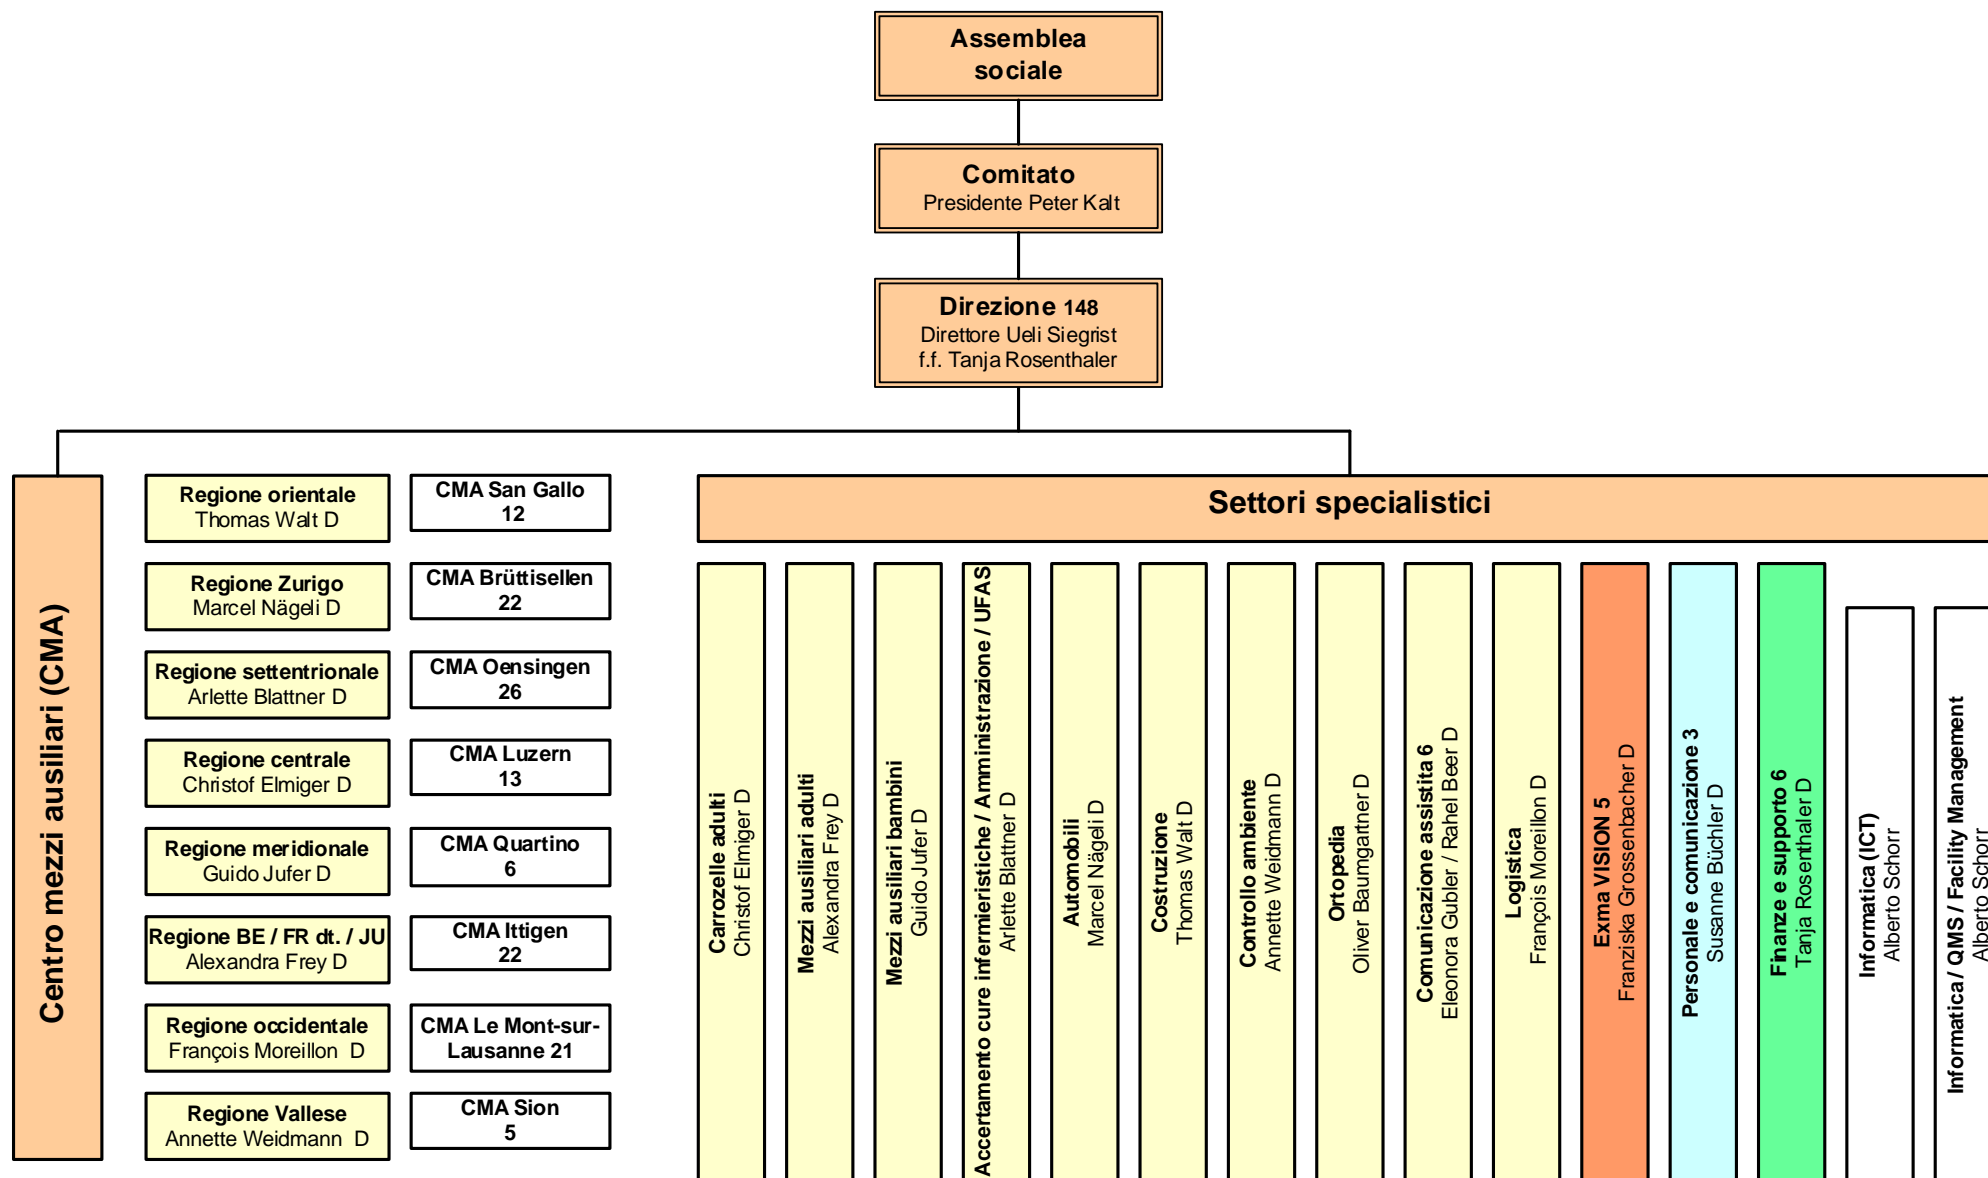 Assemblea
sociale
Comitato
Presidente Peter Kalt
Direzione 148
Direttore Ueli Siegrist
f.f. Tanja Rosenthaler
Centro mezzi ausiliari (CMA)
Regione orientale
Thomas Walt D
CMA San Gallo
12
Regione Zurigo
Marcel Nägeli D
CMA Brüttisellen
22
Regione settentrionale
Arlette Blattner D
CMA Oensingen
26
Regione centrale
Christof Elmiger D
CMA Luzern
13
Regione meridionale
Guido Jufer D
CMA Quartino
6
Regione BE / FR dt. / JU
Alexandra Frey D
CMA Ittigen
22
Regione occidentale
François Moreillon D
CMA Le Mont-sur-
Lausanne 21
Regione Vallese
Annette Weidmann D
CMA Sion
5
Settori specialistici
Carrozelle adulti
Christof Elmiger D
Mezzi ausiliari adulti
Alexandra Frey D
Mezzi ausiliari bambini
Guido Jufer D
Accertamento cure infermieristiche / Amministrazione / UFAS
Arlette Blattner D
Automobili
Marcel Nägeli D
Costruzione
Thomas Walt D
Controllo ambiente
Annette Weidmann D
Ortopedia
Oliver Baumgartner D
Comunicazione assistita 6
Eleonora Gubler / Rahel Beer D
Logistica
François Moreillon D
Exma VISION 5
Franziska Grossenbacher D
Personale e comunicazione 3
Susanne Büchler D
Finanze e supporto 6
Tanja Rosenthaler D
Informatica (ICT)
Alberto Schorr
Informatica / QMS / Facility Management
Alberto Schorr